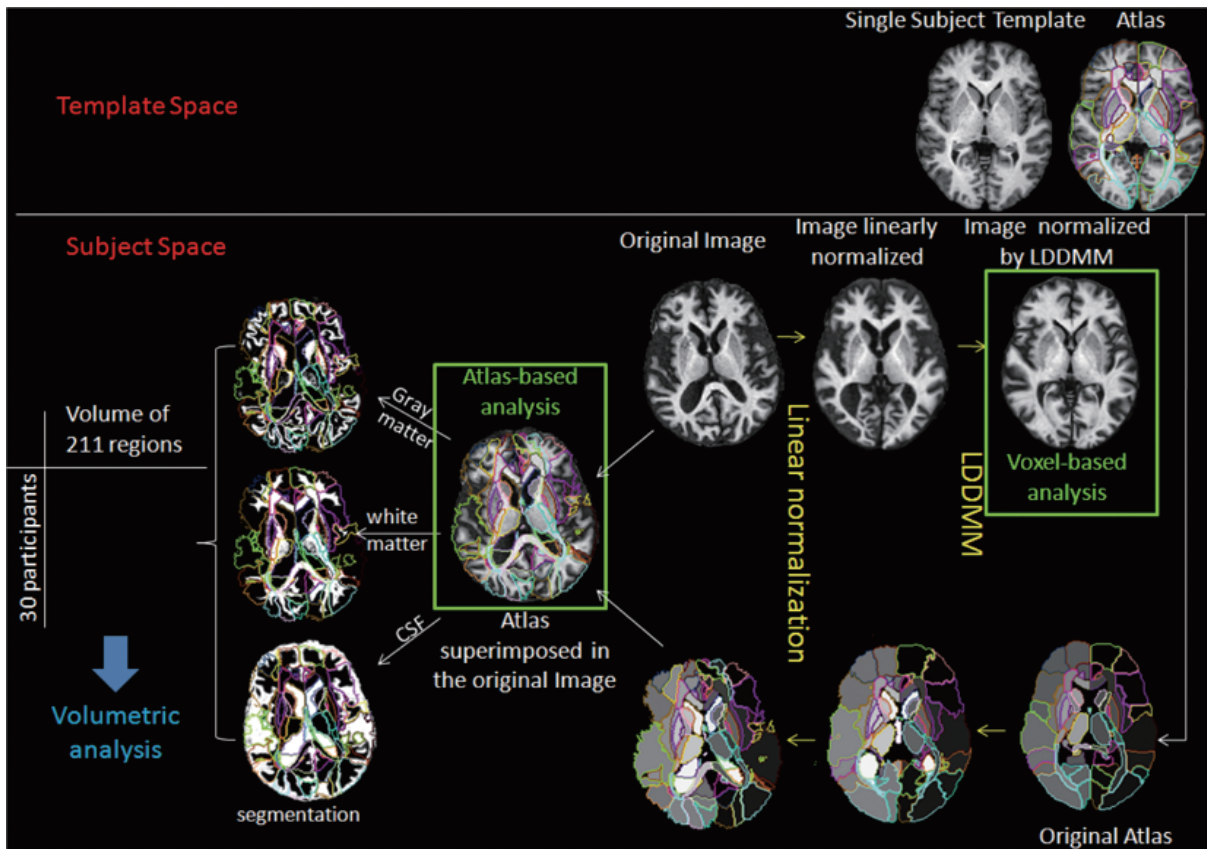 Single Subject Template
Atlas
Template Space
Subject Space
Original Image
Image linearly
normalized
Image normalized
by LDDMM
Atlas-based
analysis
Gray
matter
Volume of
211 regions
30 participants
white
matter
Voxel-based
analysis
Linear normalization
LDDMM
CSF
Atlas
superimposed in
the original Image
Volumetric
analysis
segmentation
Original Atlas